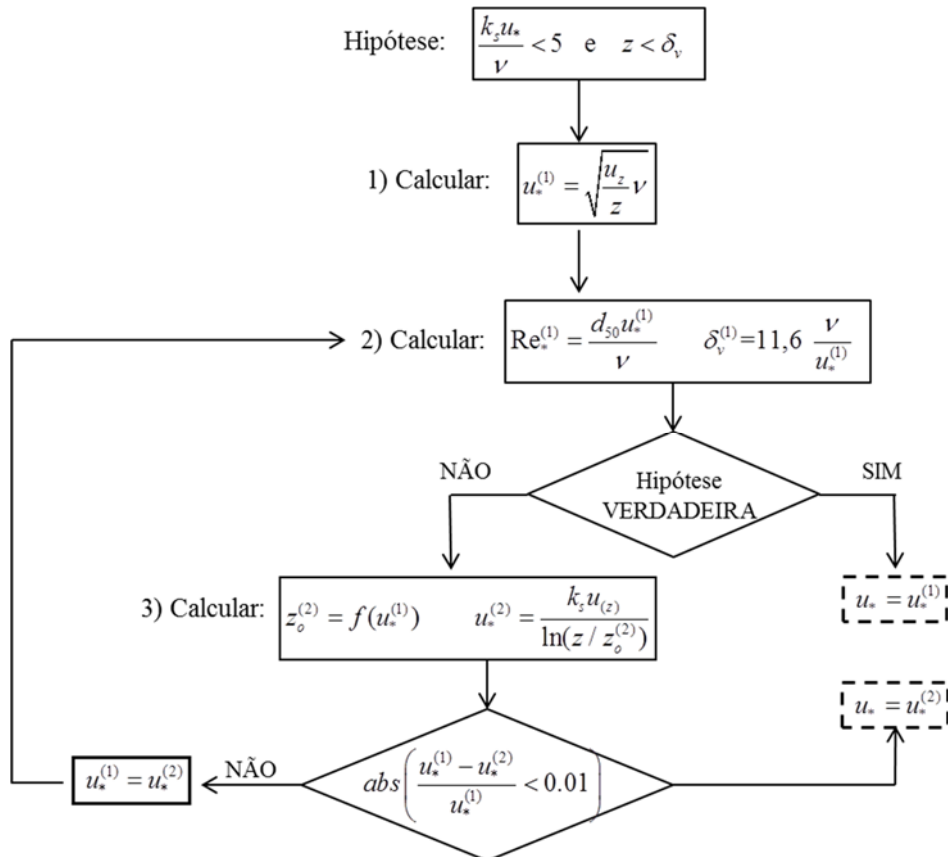 Hipótese: k_s u_* / ν < 5 e z < δ_v
1) Calcular: u_*^(1) = √(u_z / z ν)
2) Calcular: Re_*^(1) = d_50 u_*^(1) / ν δ_v^(1) =11,6 ν / u_*^(1)
NÃO
SIM
Hipótese
VERDADEIRA
3) Calcular: z_o^(2) = f(u_*^(1)) u_*^(2) = k_s u_(z) / ln(z / z_o^(2))
u_* = u_*^(1)
u_* = u_*^(2)
u_*^(1) = u_*^(2)
NÃO
abs( (u_*^(1) − u_*^(2)) / u_*^(1) < 0.01 )